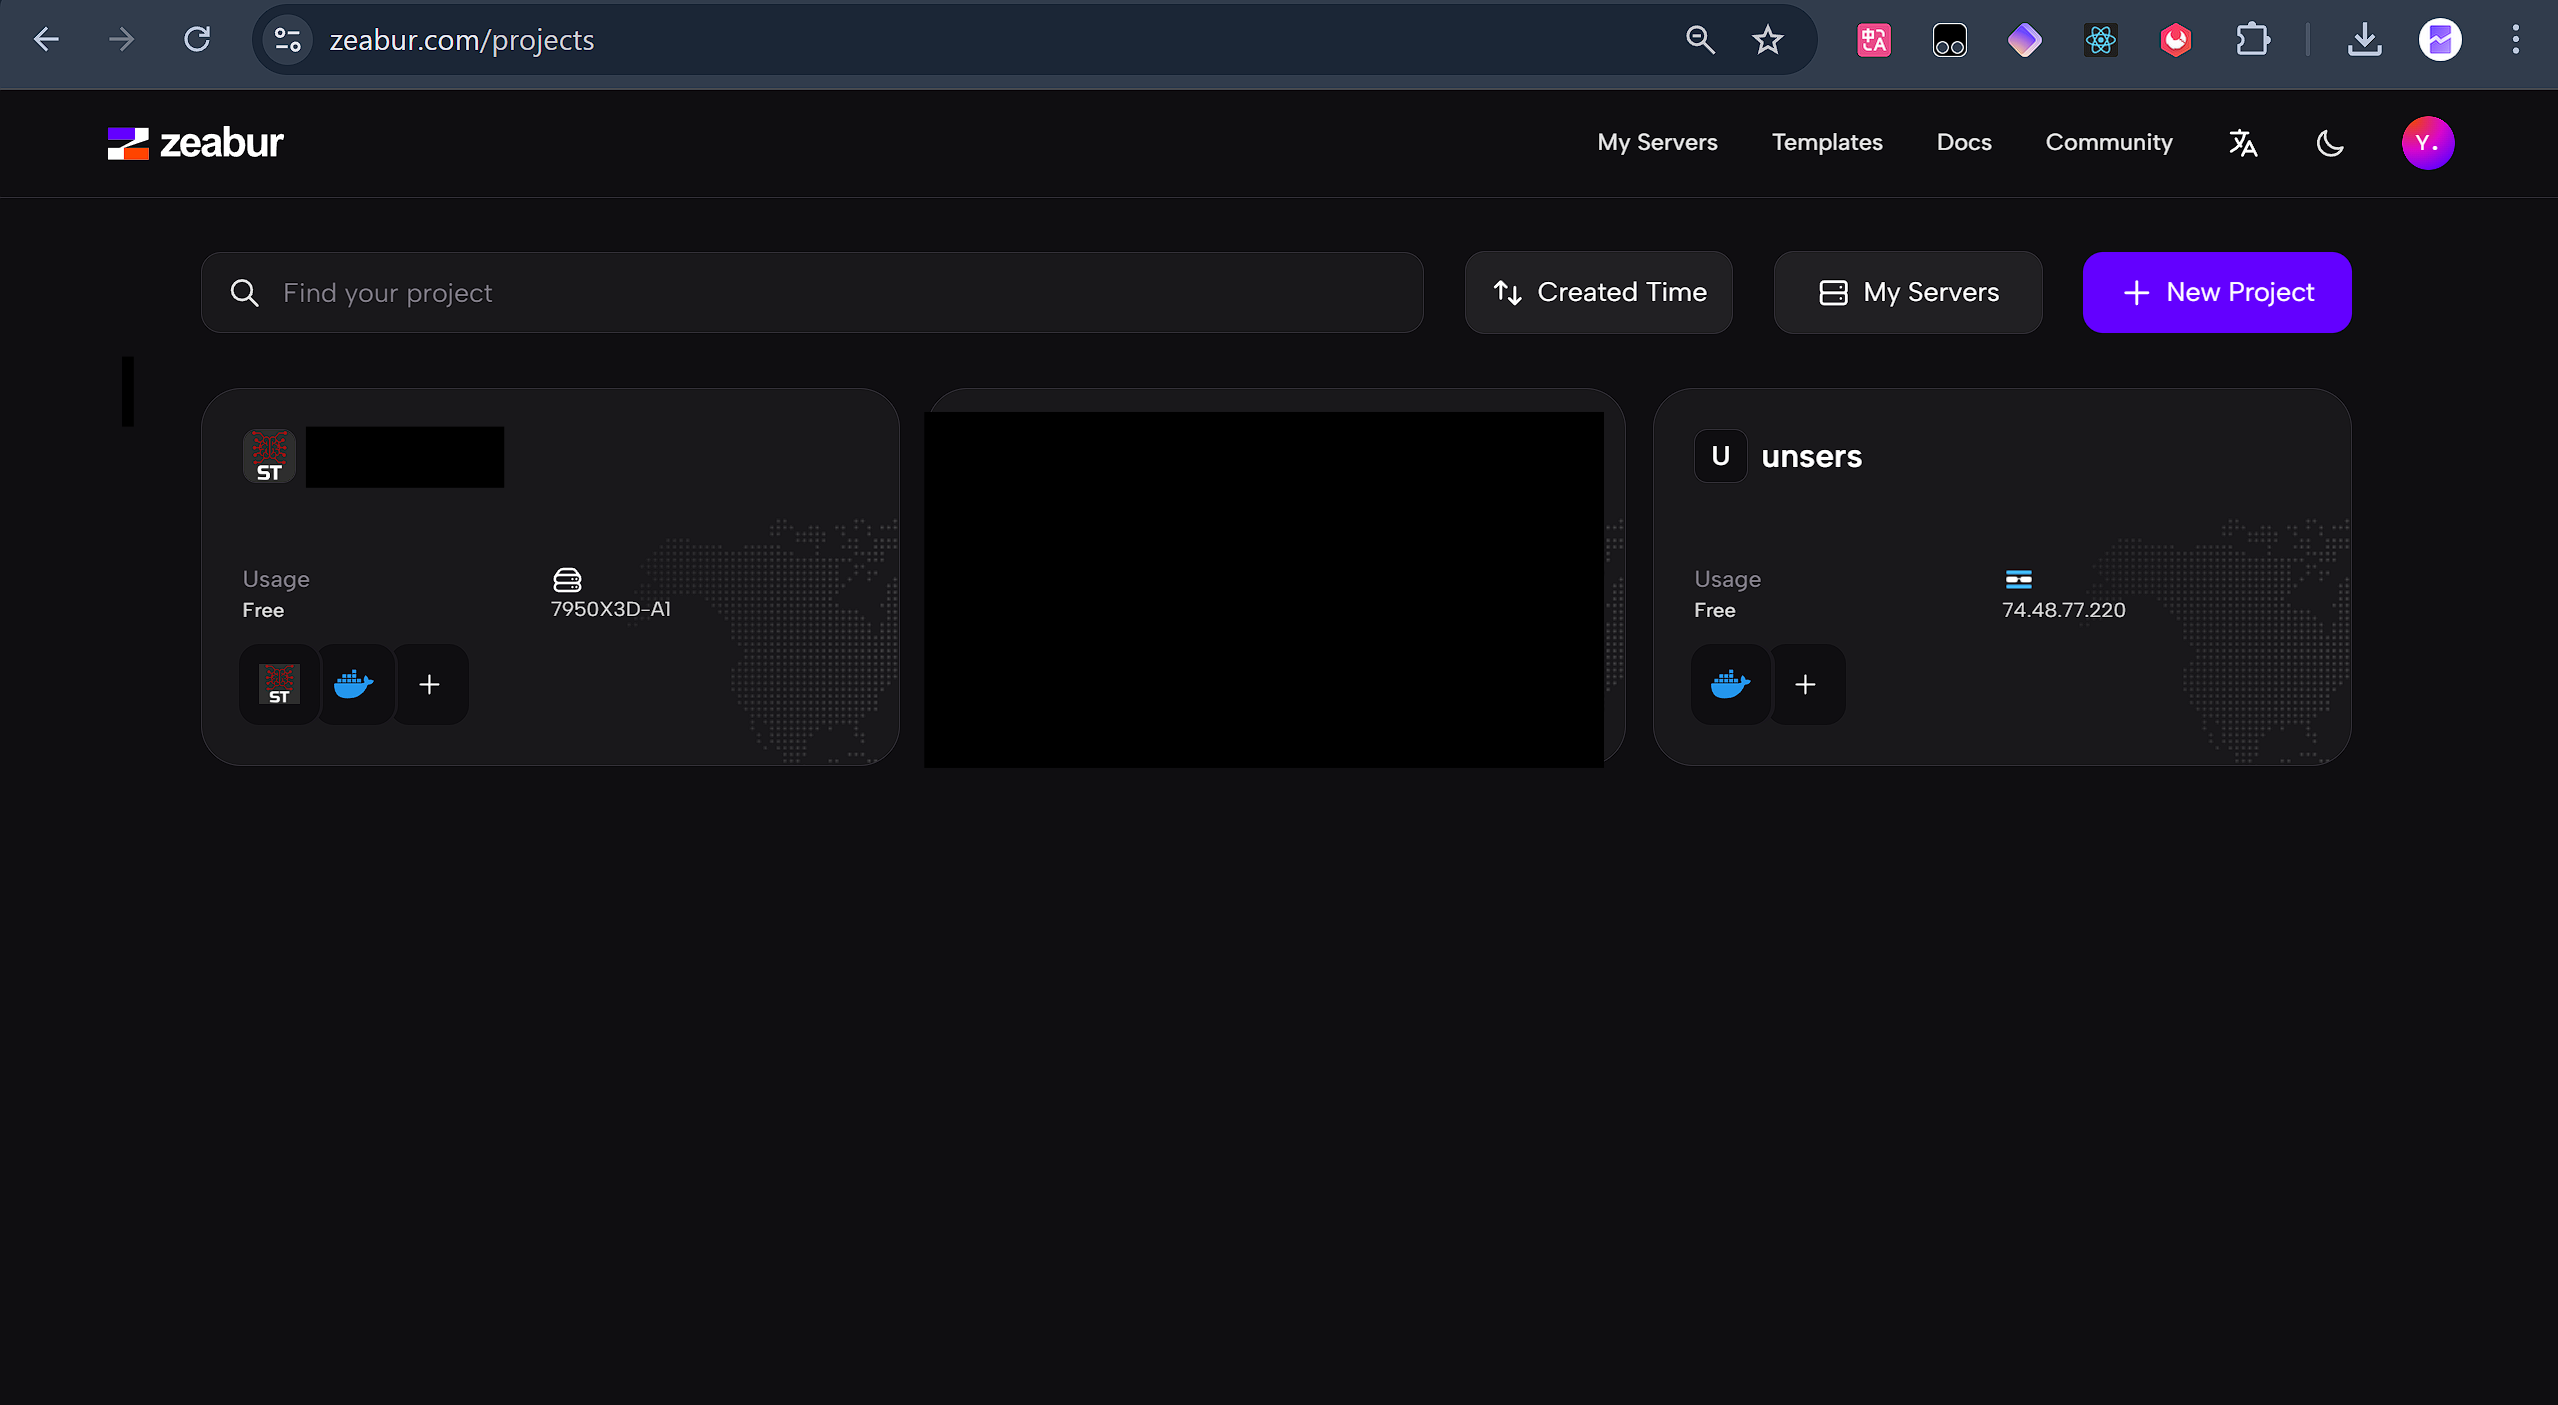 zeabur.com/projects
zeabur
My Servers
Templates
Docs
Community
Y.
Find your project
Created Time
My Servers
New Project
ST
Usage
Free
7950X3D-A1
ST
U
unsers
Usage
Free
74.48.77.220